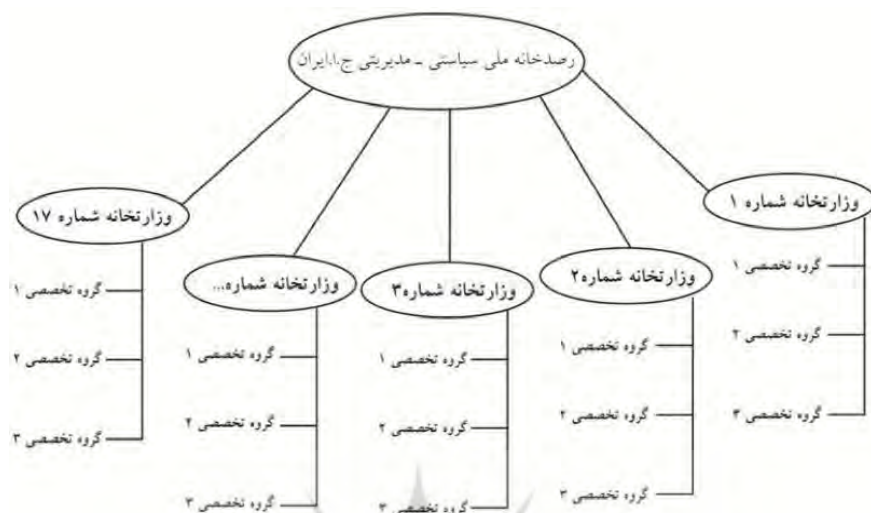 رصدخانه ملی سیاستی ـ مدیریتی ج.ا.ایران
وزارتخانه شماره ۱
گروه تخصصی ۱
گروه تخصصی ۲
گروه تخصصی ۳
وزارتخانه شماره ۲
گروه تخصصی ۱
گروه تخصصی ۲
گروه تخصصی ۳
وزارتخانه شماره۳
گروه تخصصی ۱
گروه تخصصی ۲
گروه تخصصی ۳
وزارتخانه شماره...
گروه تخصصی ۱
گروه تخصصی ۲
گروه تخصصی ۳
وزارتخانه شماره ۱۷
گروه تخصصی ۱
گروه تخصصی ۲
گروه تخصصی ۳